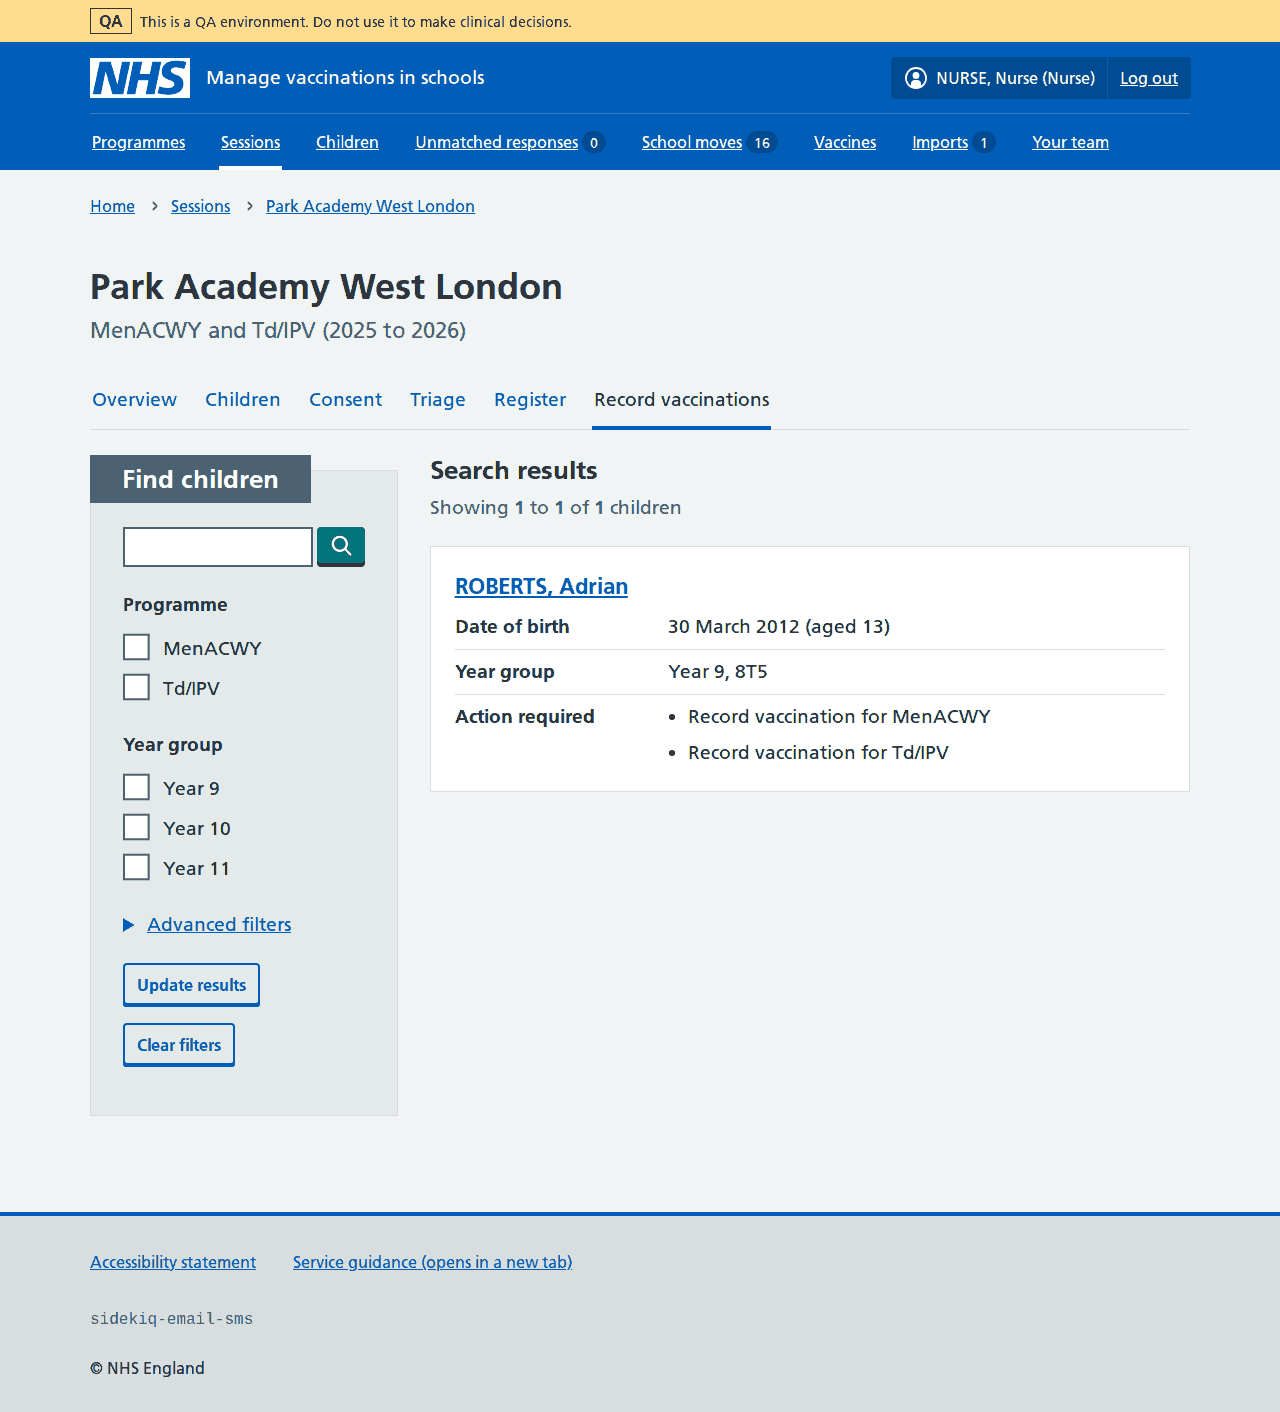 QA This is a QA environment. Do not use it to make clinical decisions.
NHS Manage vaccinations in schools NURSE, Nurse (Nurse) Log out
Programmes Sessions Children Unmatched responses 0 School moves 16 Vaccines Imports 1 Your team
Home Sessions Park Academy West London
Park Academy West London
MenACWY and Td/IPV (2025 to 2026)
Overview Children Consent Triage Register Record vaccinations
Find children
Programme
MenACWY
Td/IPV
Year group
Year 9
Year 10
Year 11
Advanced filters
Update results
Clear filters
Search results
Showing 1 to 1 of 1 children
ROBERTS, Adrian
Date of birth 30 March 2012 (aged 13)
Year group Year 9, 8T5
Action required • Record vaccination for MenACWY
• Record vaccination for Td/IPV
Accessibility statement Service guidance (opens in a new tab)
sidekiq-email-sms
© NHS England